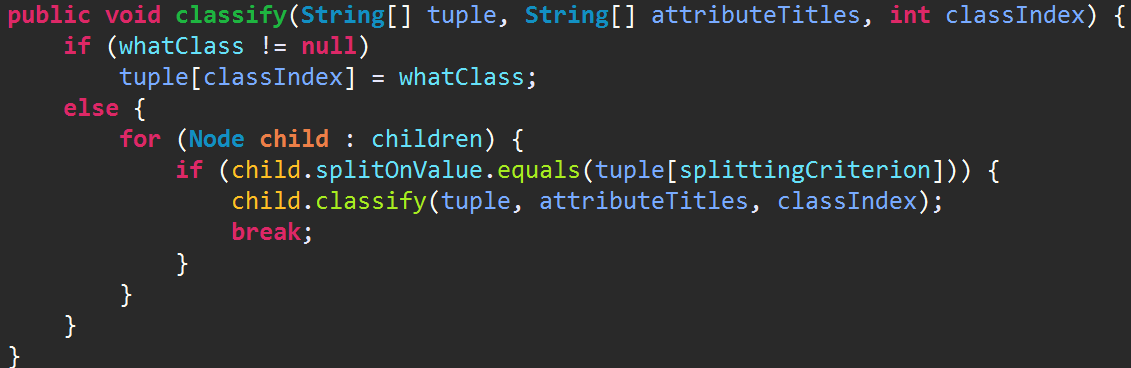 public void classify(String[] tuple, String[] attributeTitles, int classIndex) {
    if (whatClass != null)
        tuple[classIndex] = whatClass;
    else {
        for (Node child : children) {
            if (child.splitOnValue.equals(tuple[splittingCriterion])) {
                child.classify(tuple, attributeTitles, classIndex);
                break;
            }
        }
    }
}